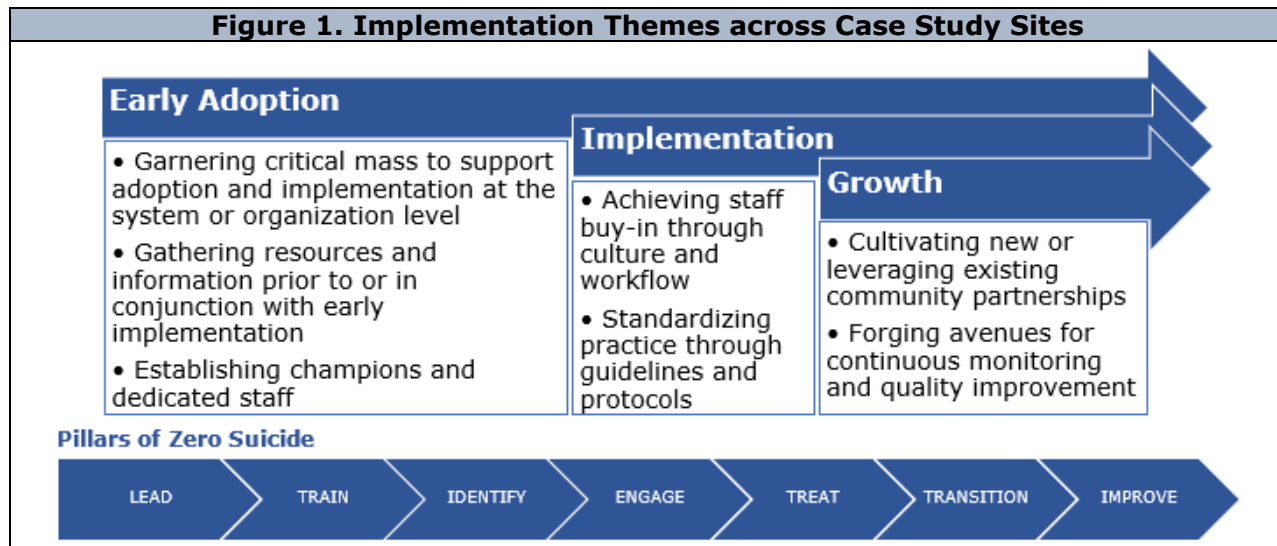 Figure 1. Implementation Themes across Case Study Sites
Early Adoption
• Garnering critical mass to support
adoption and implementation at the
system or organization level
• Gathering resources and
information prior to or in
conjunction with early
implementation
• Establishing champions and
dedicated staff
Implementation
• Achieving staff
buy-in through
culture and
workflow
• Standardizing
practice through
guidelines and
protocols
Growth
• Cultivating new or
leveraging existing
community partnerships
• Forging avenues for
continuous monitoring
and quality improvement
Pillars of Zero Suicide
LEAD
TRAIN
IDENTIFY
ENGAGE
TREAT
TRANSITION
IMPROVE